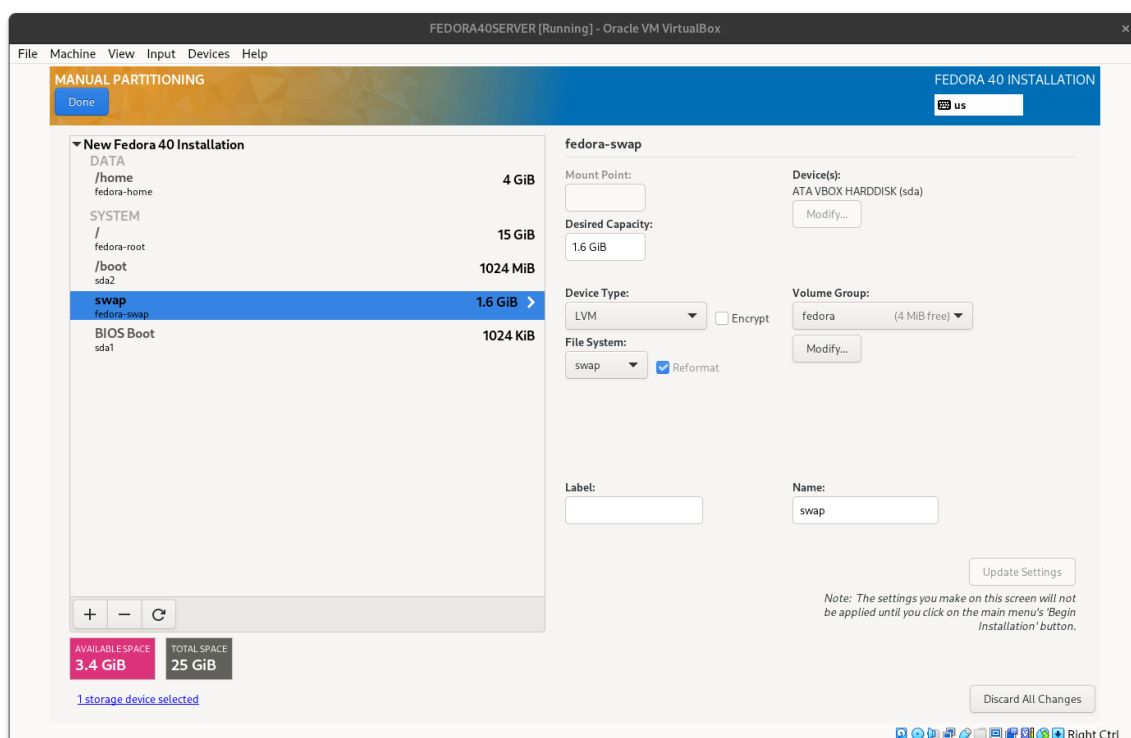 FEDORA40SERVER [Running] - Oracle VM VirtualBox
File Machine View Input Devices Help
MANUAL PARTITIONING
FEDORA 40 INSTALLATION
Done
us
New Fedora 40 Installation
DATA
/home
4 GiB
fedora-home
SYSTEM
/
15 GiB
fedora-root
/boot
1024 MiB
sda2
swap
1.6 GiB
fedora-swap
BIOS Boot
1024 KiB
sda1
AVAILABLE SPACE
3.4 GiB
TOTAL SPACE
25 GiB
1 storage device selected
fedora-swap
Mount Point:
Device(s):
ATA VBOX HARDDISK (sda)
Modify...
Desired Capacity:
1.6 GiB
Device Type:
LVM
Encrypt
Volume Group:
fedora (4 MiB free)
Modify...
File System:
swap
Reformat
Label:
Name:
swap
Update Settings
Note: The settings you make on this screen will not
be applied until you click on the main menu's 'Begin
Installation' button.
Discard All Changes
Right Ctrl